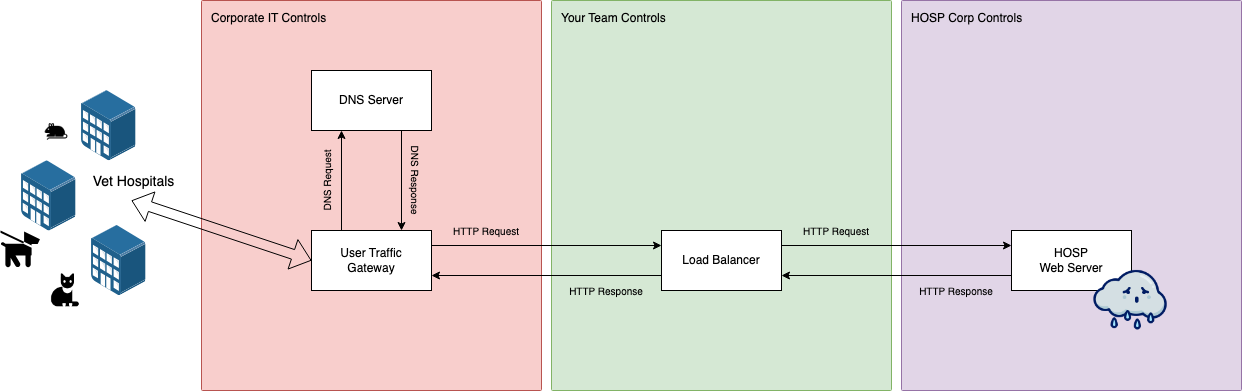 Corporate IT Controls
Your Team Controls
HOSP Corp Controls
DNS Server
DNS Request
DNS Response
Vet Hospitals
User Traffic
Gateway
HTTP Request
HTTP Response
Load Balancer
HTTP Request
HTTP Response
HOSP
Web Server